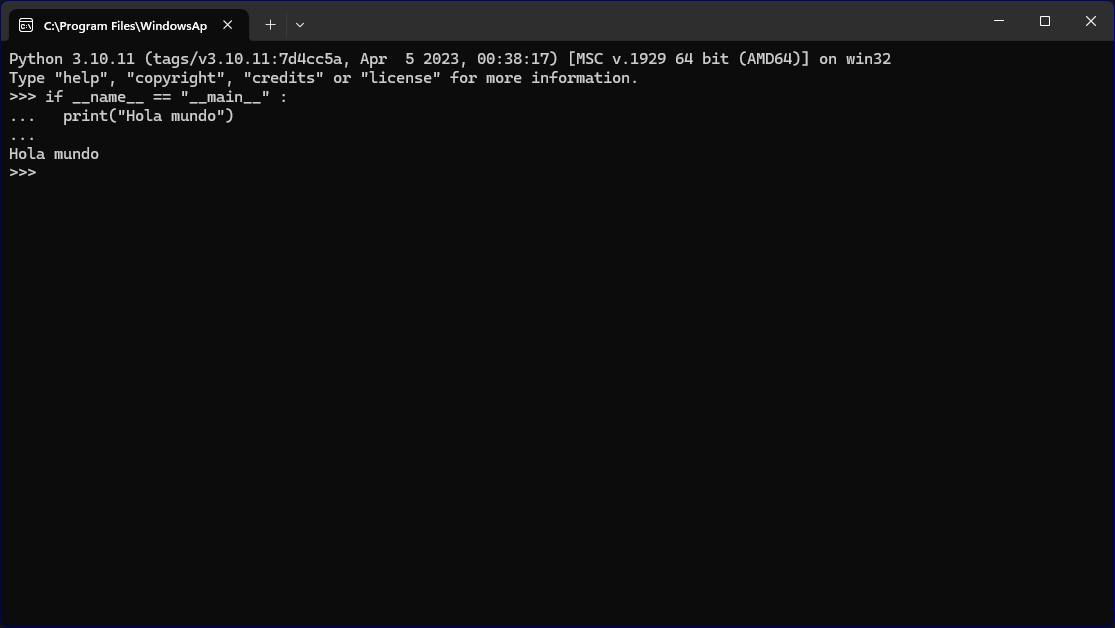 C:\Program Files\WindowsAp
Python 3.10.11 (tags/v3.10.11:7d4cc5a, Apr  5 2023, 00:38:17) [MSC v.1929 64 bit (AMD64)] on win32
Type "help", "copyright", "credits" or "license" for more information.
>>> if __name__ == "__main__" :
...   print("Hola mundo")
...
Hola mundo
>>>